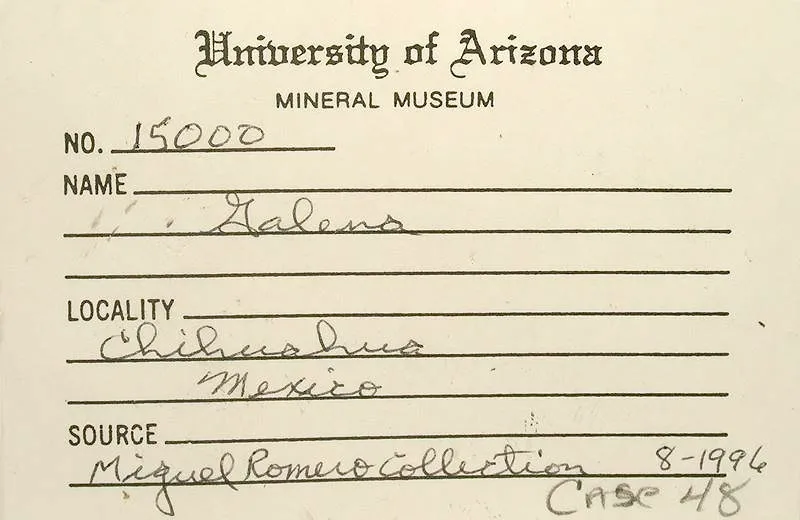 University of Arizona
MINERAL MUSEUM
NO. 15000
NAME
Galena
LOCALITY
Chihuahua
Mexico
SOURCE
Miguel Romero Collection 8-1996
CASE 48